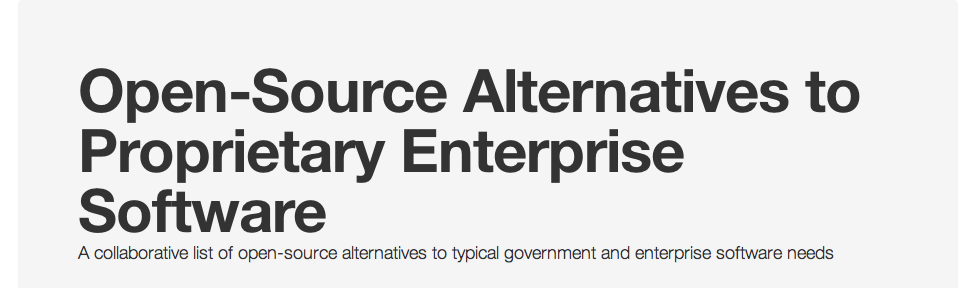 Open-Source Alternatives to
Proprietary Enterprise
Software
A collaborative list of open-source alternatives to typical government and enterprise software needs